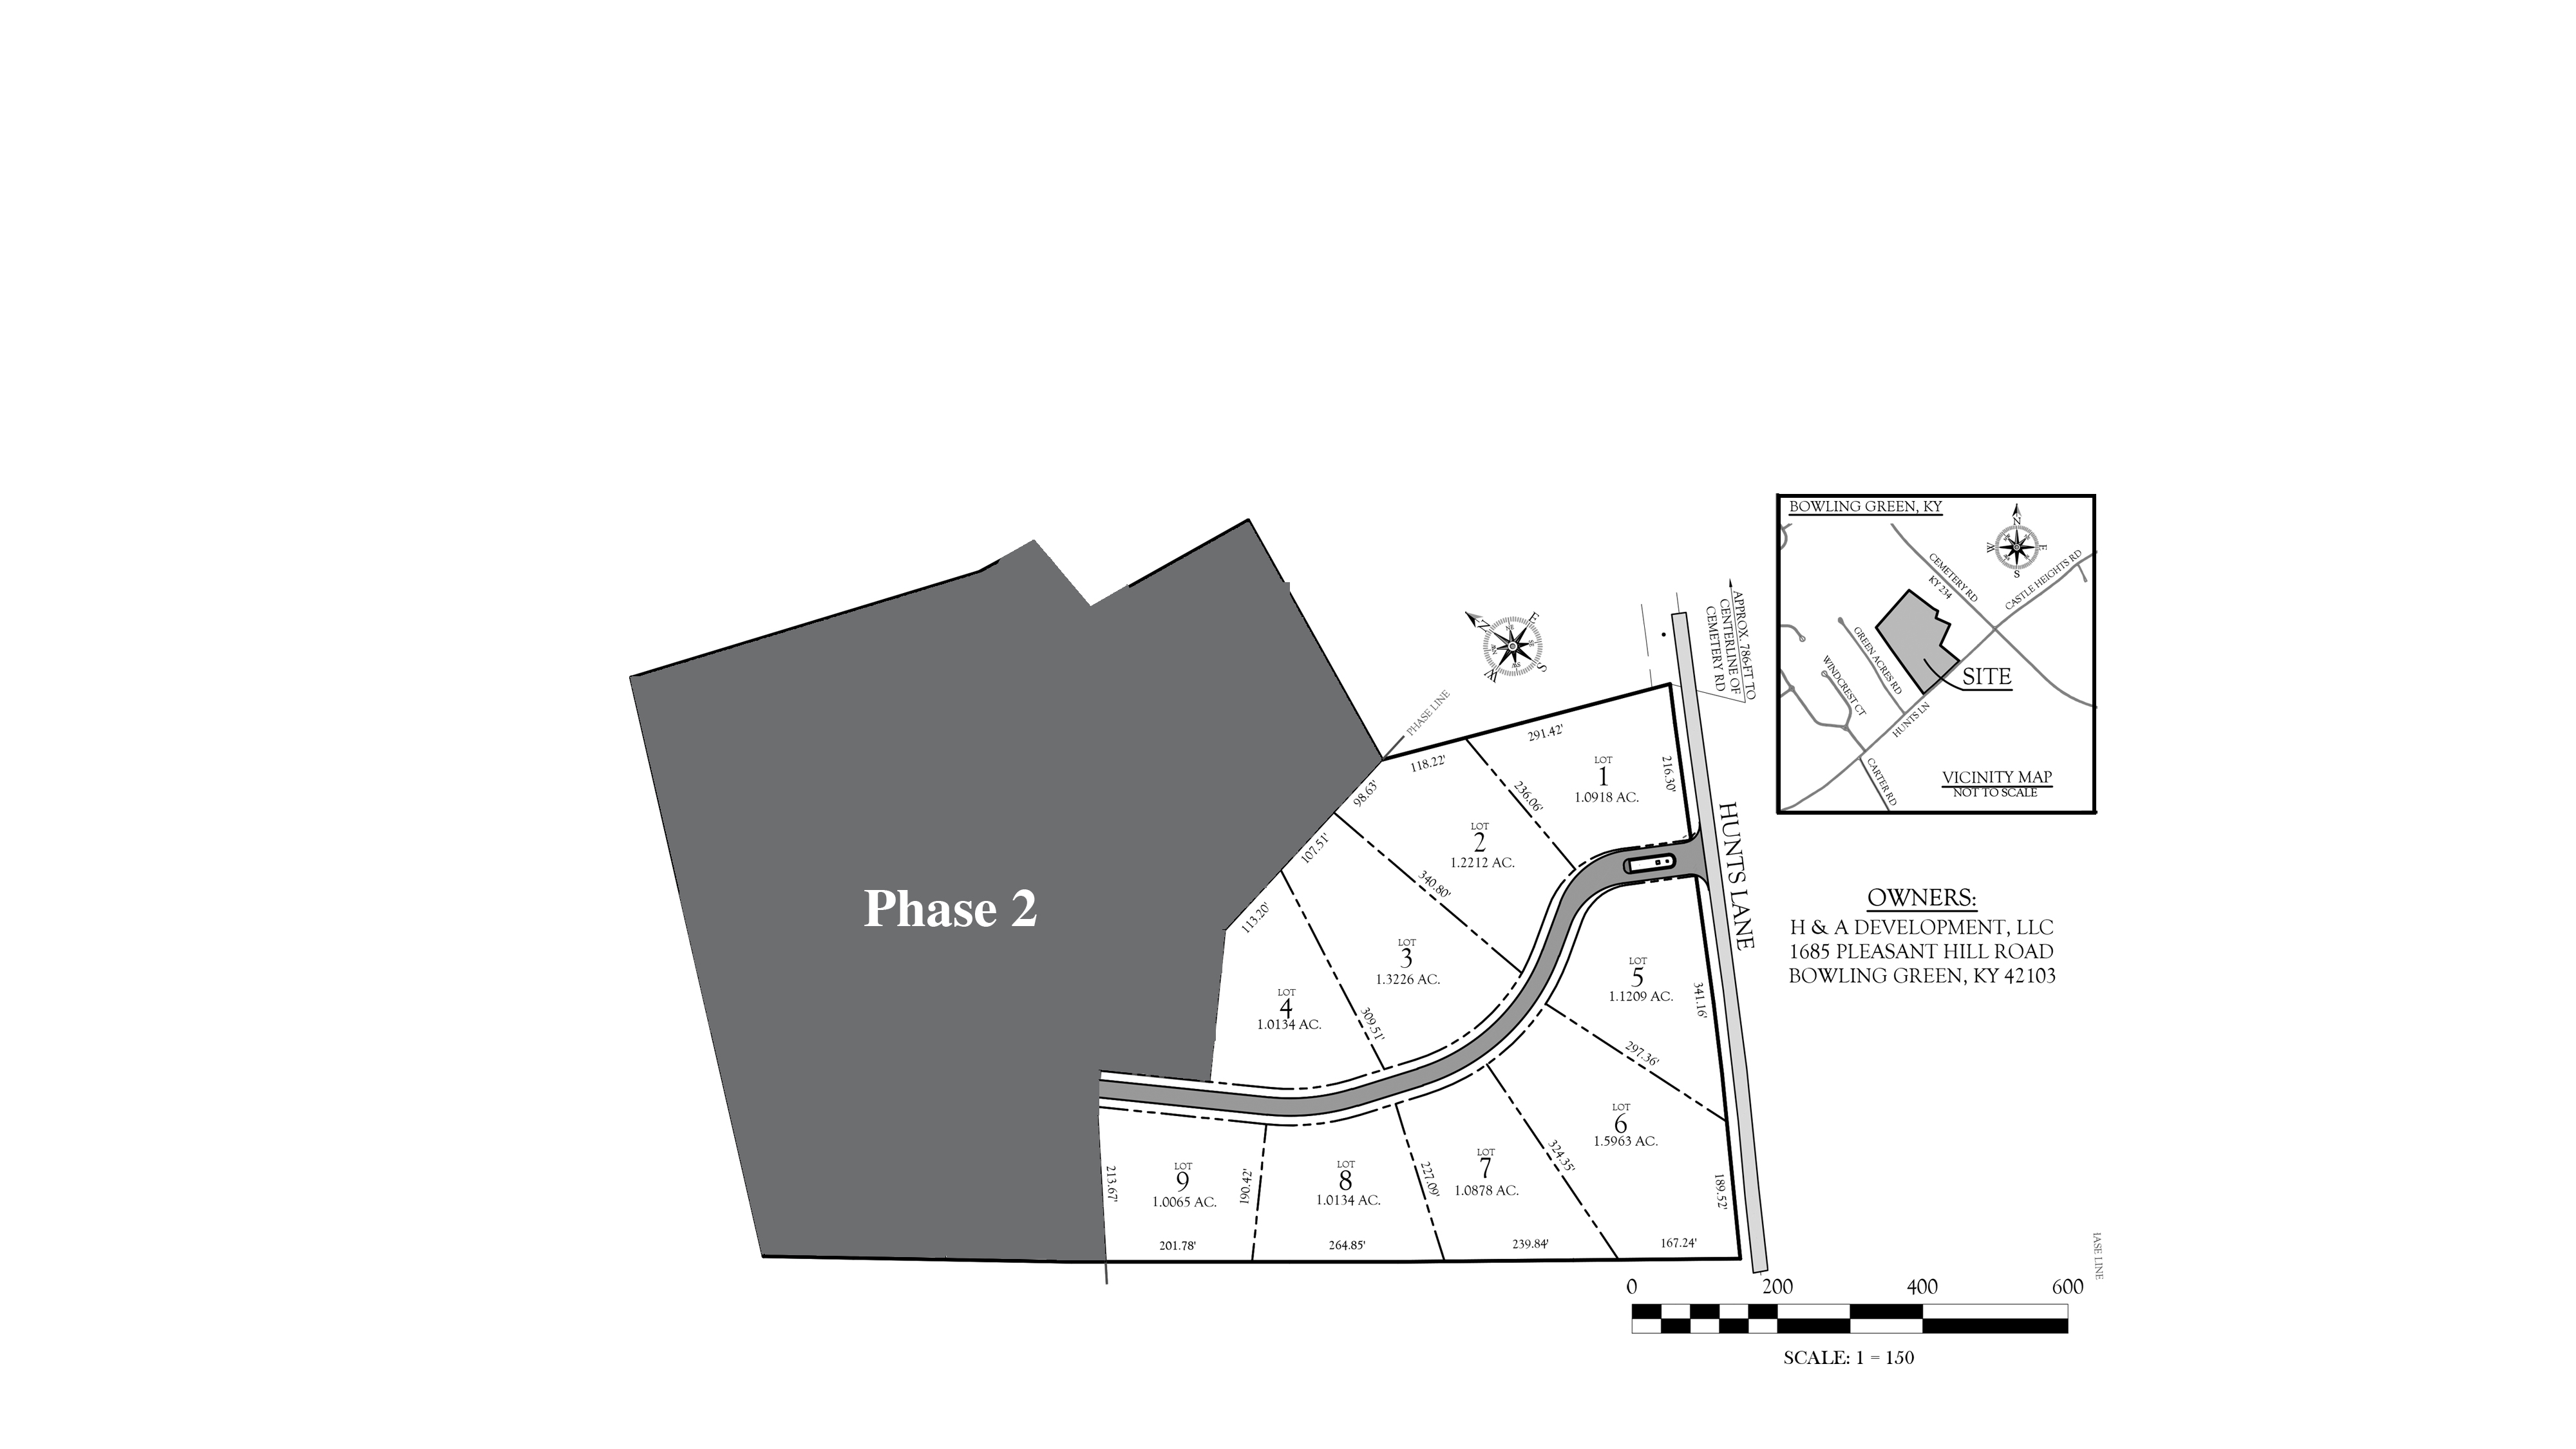 BOWLING GREEN, KY
N
E
S
W
CEMETERY RD
KY 234
CASTLE HEIGHTS RD
GREEN ACRES RD
WINDCREST CT
HUNTS LN
CARTER RD
SITE
VICINITY MAP
NOT TO SCALE
N
E
S
W
NE
SE
SW
NW
APPROX. 786-FT TO
CENTERLINE OF
CEMETERY RD
PHASE LINE
HUNTS LANE
Phase 2
LOT
1
1.0918 AC.
291.42'
216.30'
236.06'
118.22'
LOT
2
1.2212 AC.
98.63'
340.80'
107.51'
LOT
3
1.3226 AC.
113.20'
309.51'
LOT
4
1.0134 AC.
LOT
5
1.1209 AC.
341.16'
297.36'
LOT
6
1.5963 AC.
189.52'
167.24'
324.35'
LOT
7
1.0878 AC.
239.84'
227.09'
LOT
8
1.0134 AC.
264.85'
190.42'
LOT
9
1.0065 AC.
201.78'
213.67'
OWNERS:
H & A DEVELOPMENT, LLC
1685 PLEASANT HILL ROAD
BOWLING GREEN, KY 42103
IASE LINE
0 200 400 600
SCALE: 1 = 150